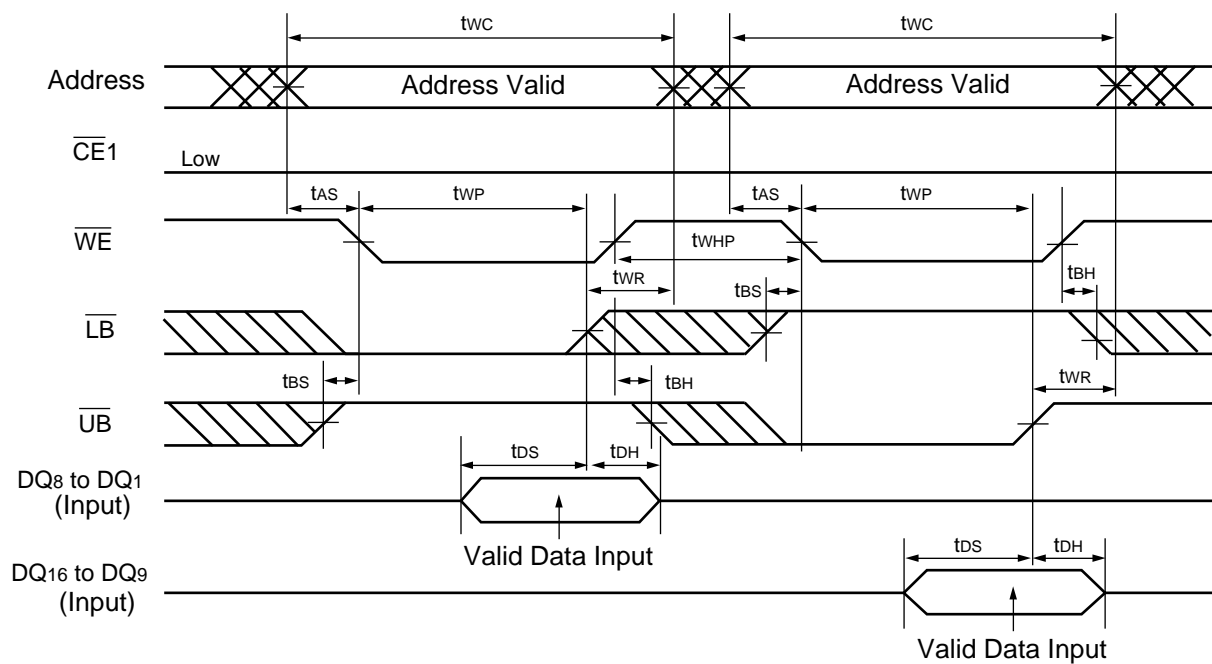 tWC tWC
Address Address Valid Address Valid
CE1 Low
tAS tWP tAS tWP
WE tWHP
tWR tBS tBH
LB
tBS tBH tWR
UB
tDS tDH
DQ8 to DQ1
(Input)
Valid Data Input
tDS tDH
DQ16 to DQ9
(Input)
Valid Data Input